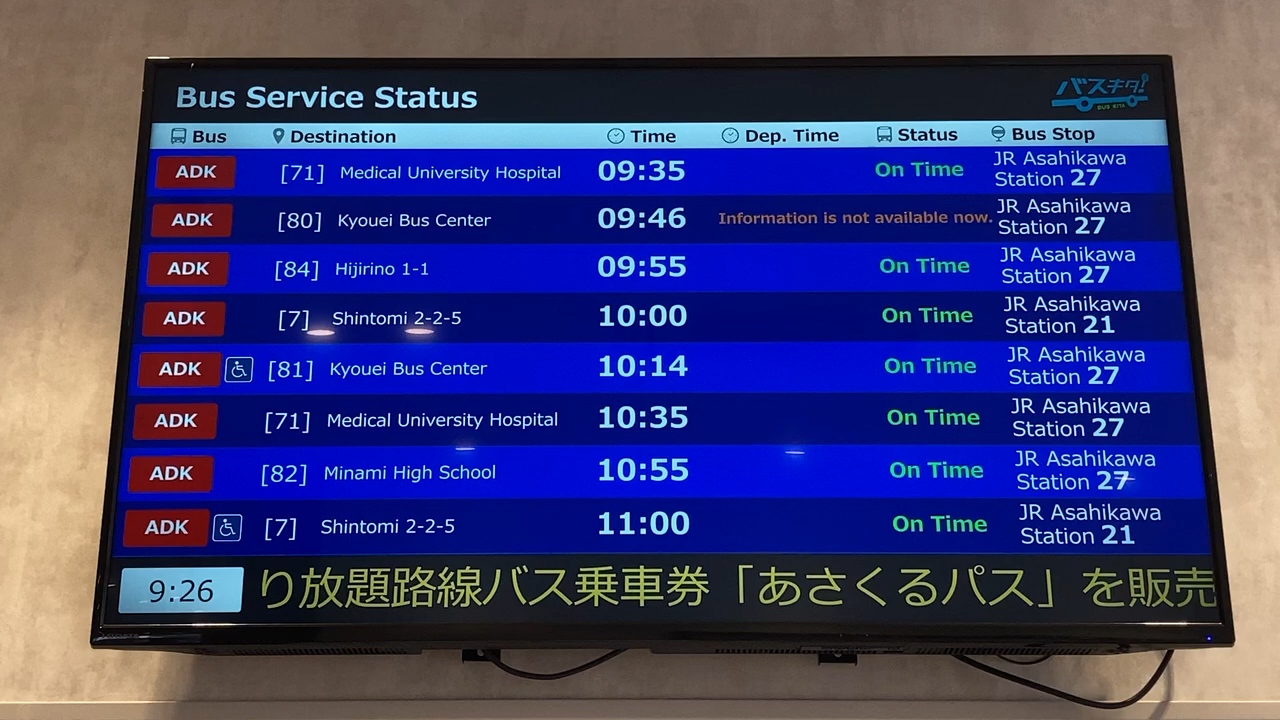 Bus Service Status
バスキタ!
BUS KITA
Bus Destination Time Dep. Time Status Bus Stop
ADK [71] Medical University Hospital 09:35 On Time JR Asahikawa Station 27
ADK [80] Kyouei Bus Center 09:46 Information is not available now. JR Asahikawa Station 27
ADK [84] Hijirino 1-1 09:55 On Time JR Asahikawa Station 27
ADK [7] Shintomi 2-2-5 10:00 On Time JR Asahikawa Station 21
ADK [81] Kyouei Bus Center 10:14 On Time JR Asahikawa Station 27
ADK [71] Medical University Hospital 10:35 On Time JR Asahikawa Station 27
ADK [82] Minami High School 10:55 On Time JR Asahikawa Station 27
ADK [7] Shintomi 2-2-5 11:00 On Time JR Asahikawa Station 21
9:26 り放題路線バス乗車券「あさくるパス」を販売